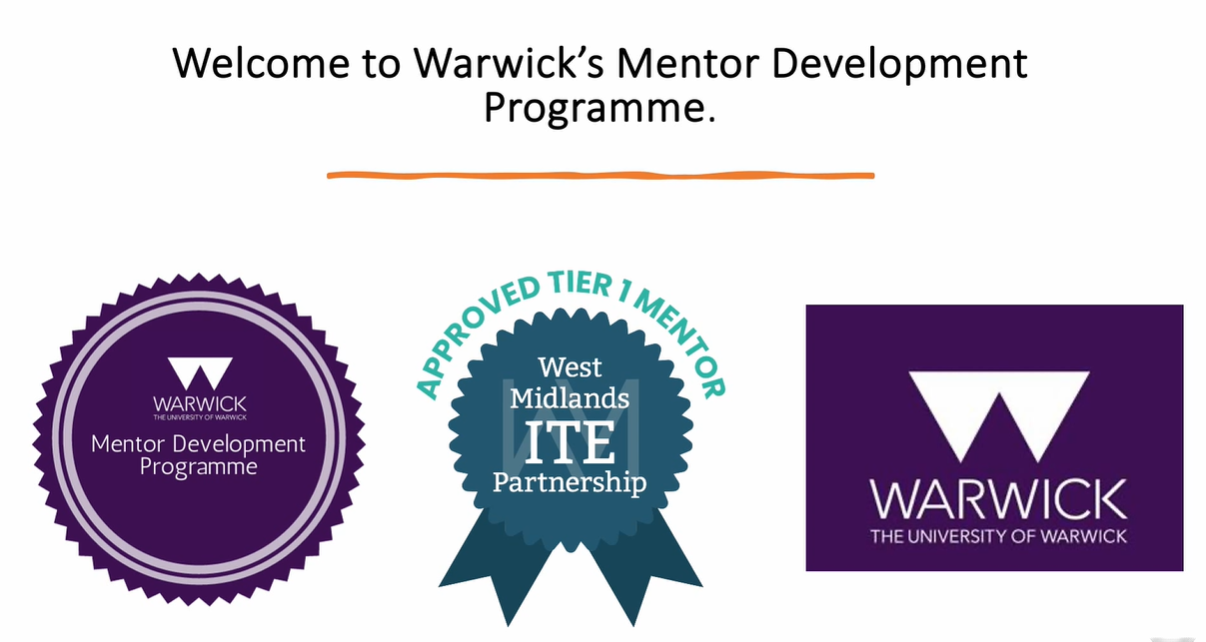 Welcome to Warwick’s Mentor Development
Programme.
WARWICK
THE UNIVERSITY OF WARWICK
Mentor Development
Programme
APPROVED TIER 1 MENTOR
West
Midlands
ITE
Partnership
WARWICK
THE UNIVERSITY OF WARWICK